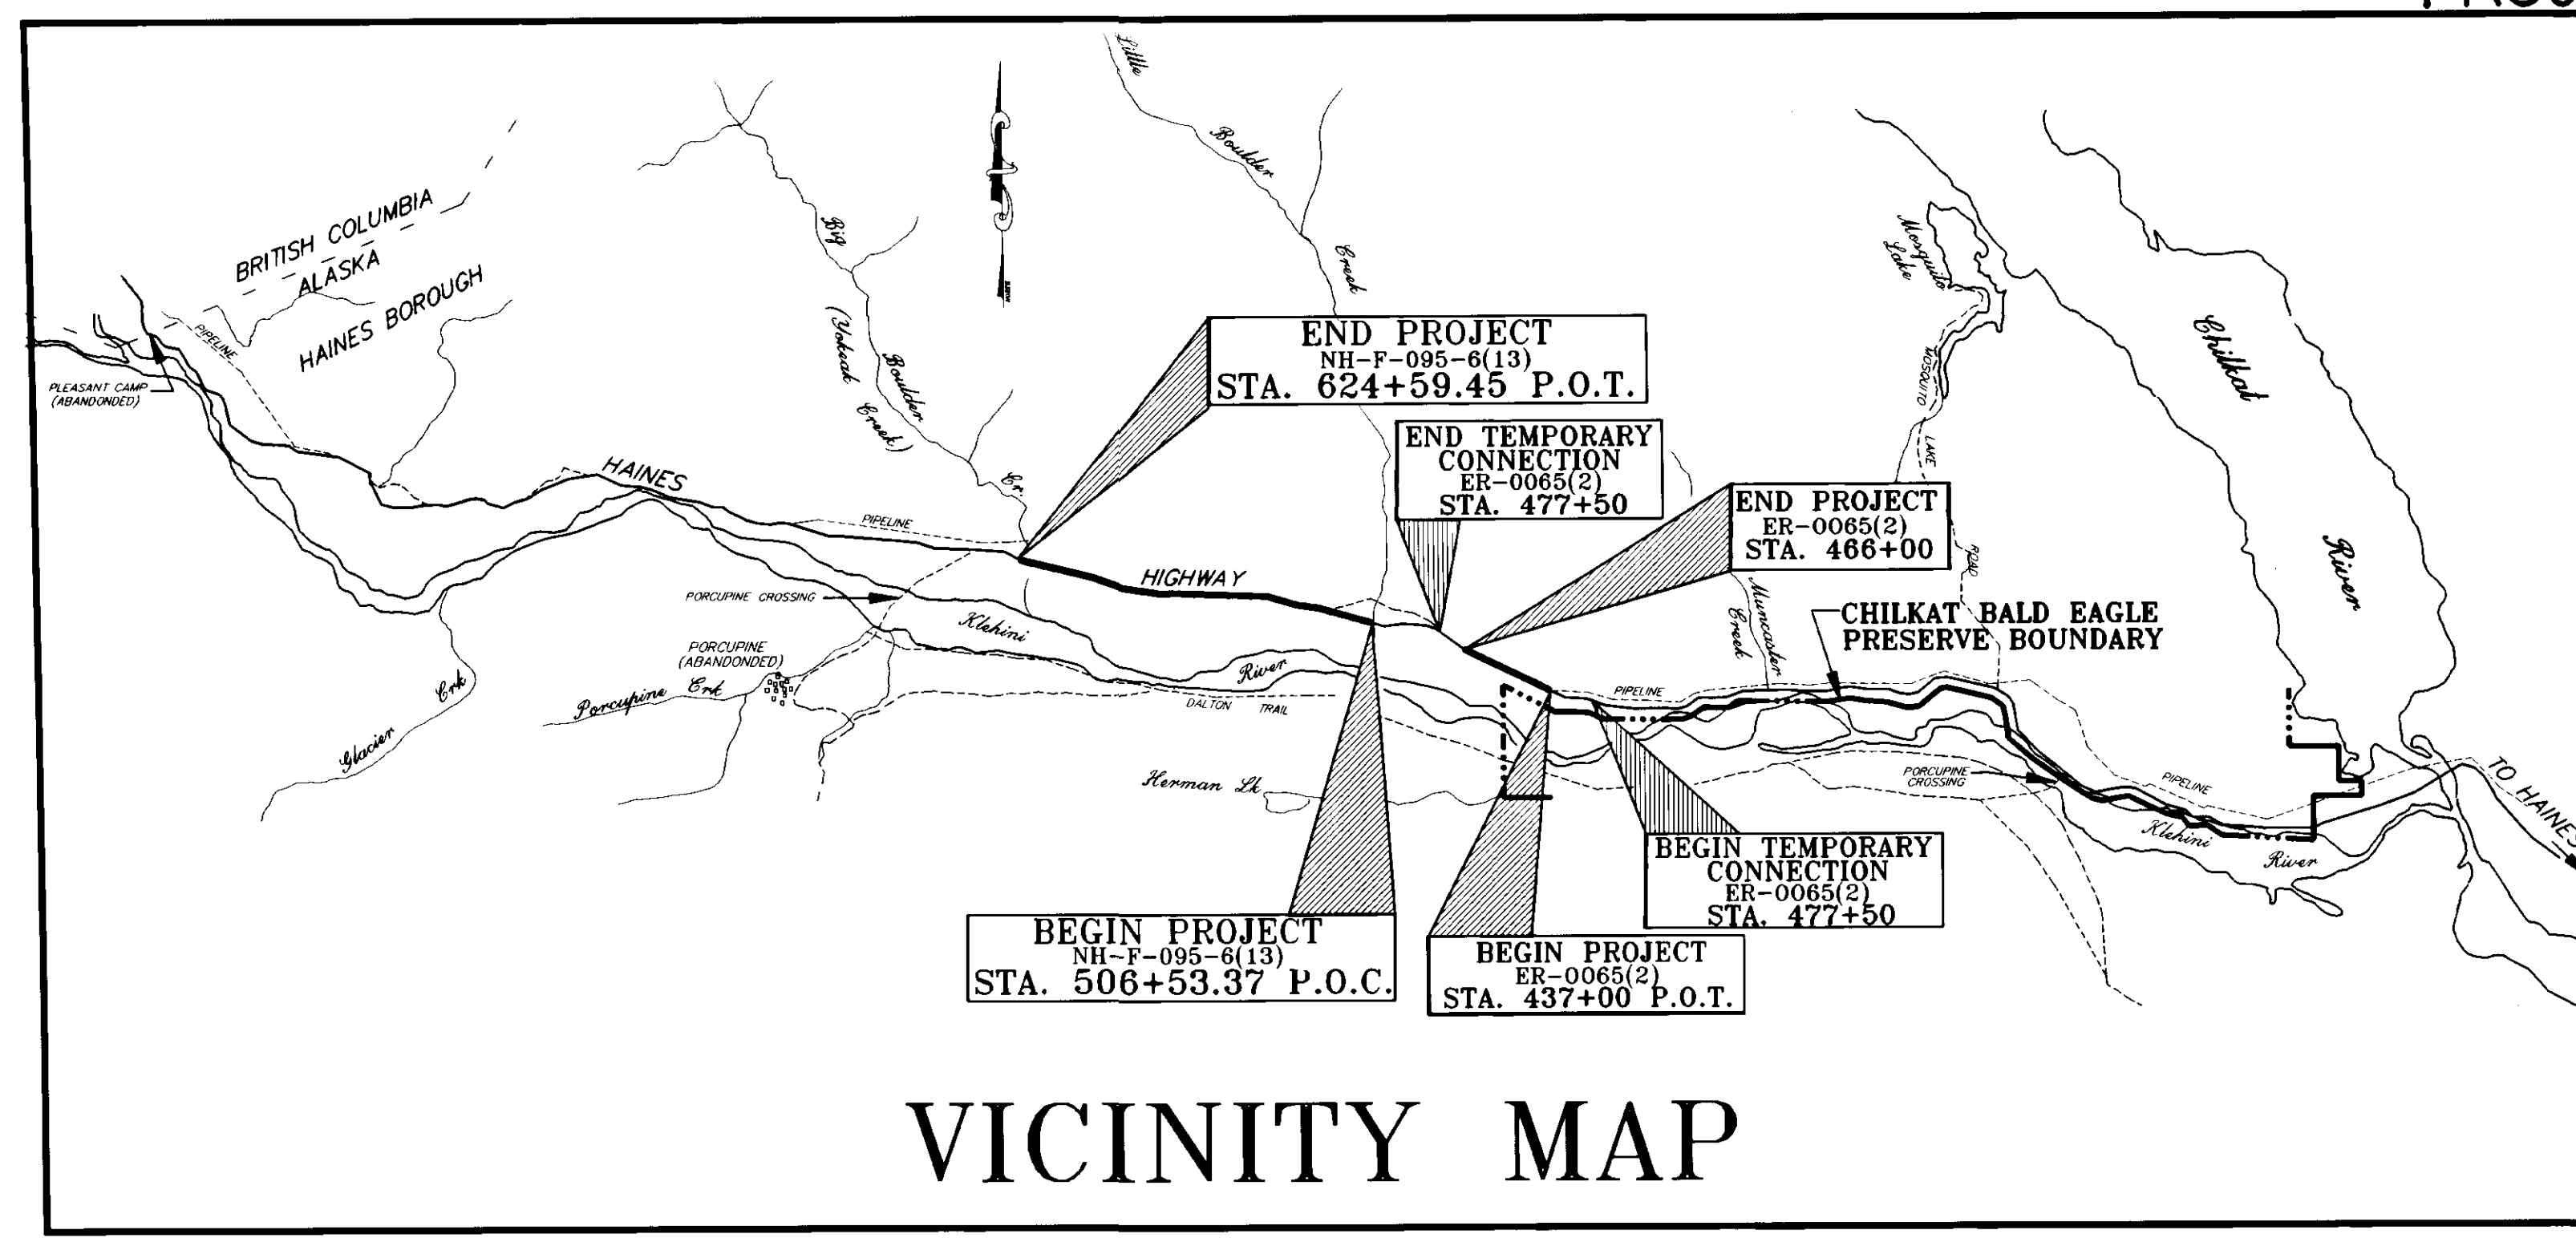 Little
Boulder
Creek
BRITISH COLUMBIA
ALASKA
HAINES BOROUGH
PIPELINE
PLEASANT CAMP
(ABANDONDED)
Big
Boulder
Cr.
(Yokeak
Creek)
Mosquito
Lake
MOSQUITO
LAKE
ROAD
Chilkat
River
END PROJECT
NH-F-095-6(13)
STA. 624+59.45 P.O.T.
END TEMPORARY
CONNECTION
ER-0065(2)
STA. 477+50
END PROJECT
ER-0065(2)
STA. 466+00
HAINES
PIPELINE
HIGHWAY
PORCUPINE CROSSING
Klehini
River
PORCUPINE
(ABANDONDED)
Porcupine Crk
Glacier
Crk
DALTON TRAIL
Herman Lk
Muncaster
Creek
CHILKAT BALD EAGLE
PRESERVE BOUNDARY
PIPELINE
PORCUPINE
CROSSING
PIPELINE
TO HAINES
Klehini
River
BEGIN TEMPORARY
CONNECTION
ER-0065(2)
STA. 477+50
BEGIN PROJECT
NH-F-095-6(13)
STA. 506+53.37 P.O.C.
BEGIN PROJECT
ER-0065(2)
STA. 437+00 P.O.T.
VICINITY MAP